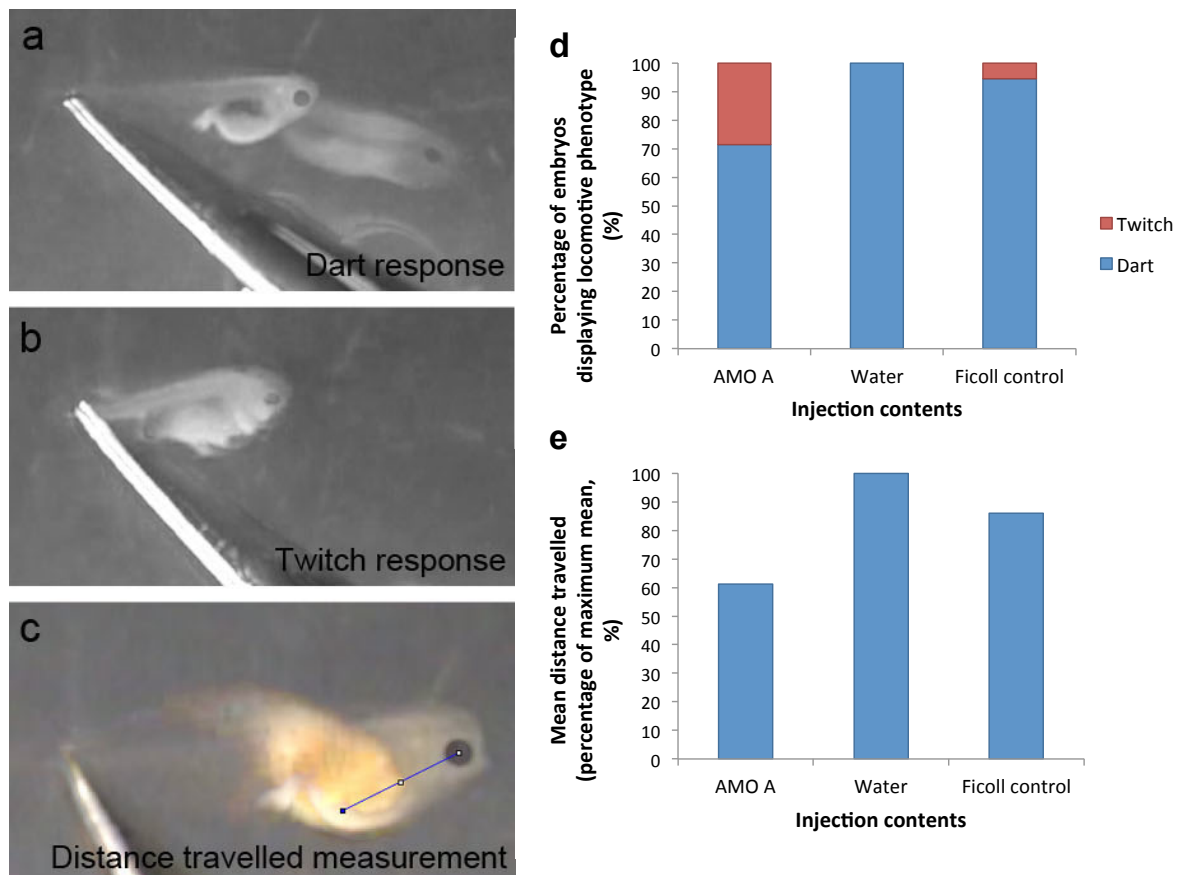 a
Dart response
b
Twitch response
c
Distance travelled measurement
d
Percentage of embryos
displaying locomotive phenotype
(%)
100
90
80
70
60
50
40
30
20
10
0
AMO A
Water
Ficoll control
Injection contents
Twitch
Dart
e
Mean distance travelled
(percentage of maximum mean,
%)
100
90
80
70
60
50
40
30
20
10
0
AMO A
Water
Ficoll control
Injection contents